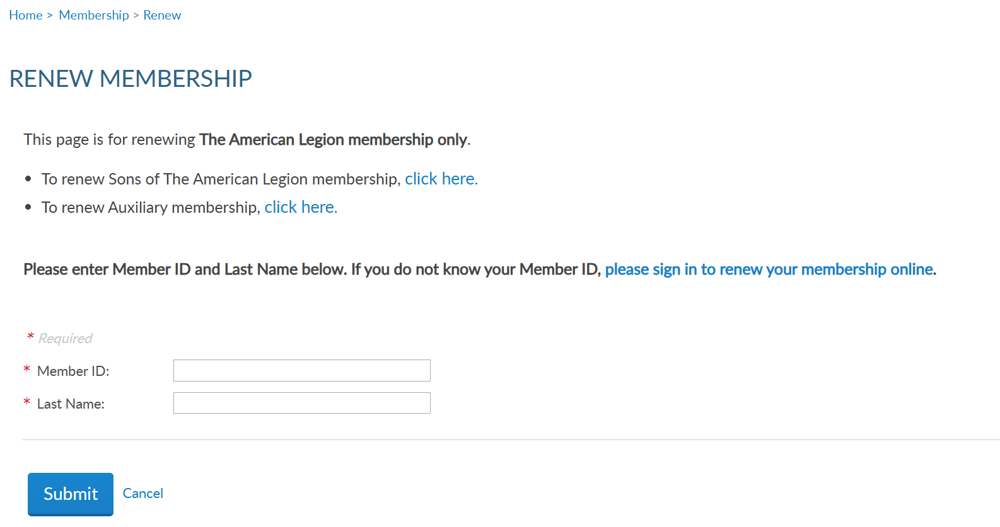 Home > Membership > Renew
RENEW MEMBERSHIP
This page is for renewing The American Legion membership only.
• To renew Sons of The American Legion membership, click here.
• To renew Auxiliary membership, click here.
Please enter Member ID and Last Name below. If you do not know your Member ID, please sign in to renew your membership online.
* Required
* Member ID:
* Last Name:
Submit Cancel